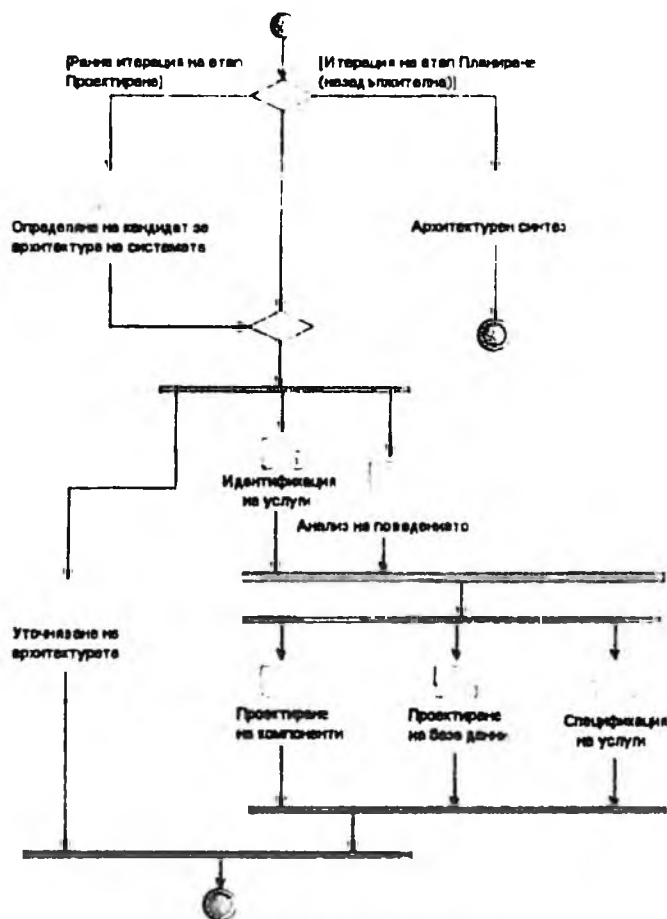 [Ранна итерация на етап
Проектиране]
[Итерация на етап Планиране
(незадължителна)]
Определяне на кандидат за
архитектура на системата
Архитектурен синтез
Идентификация
на услуги
Анализ на поведението
Уточняване на
архитектурата
Проектиране
на компоненти
Проектиране
на база данни
Спецификация
на услуги